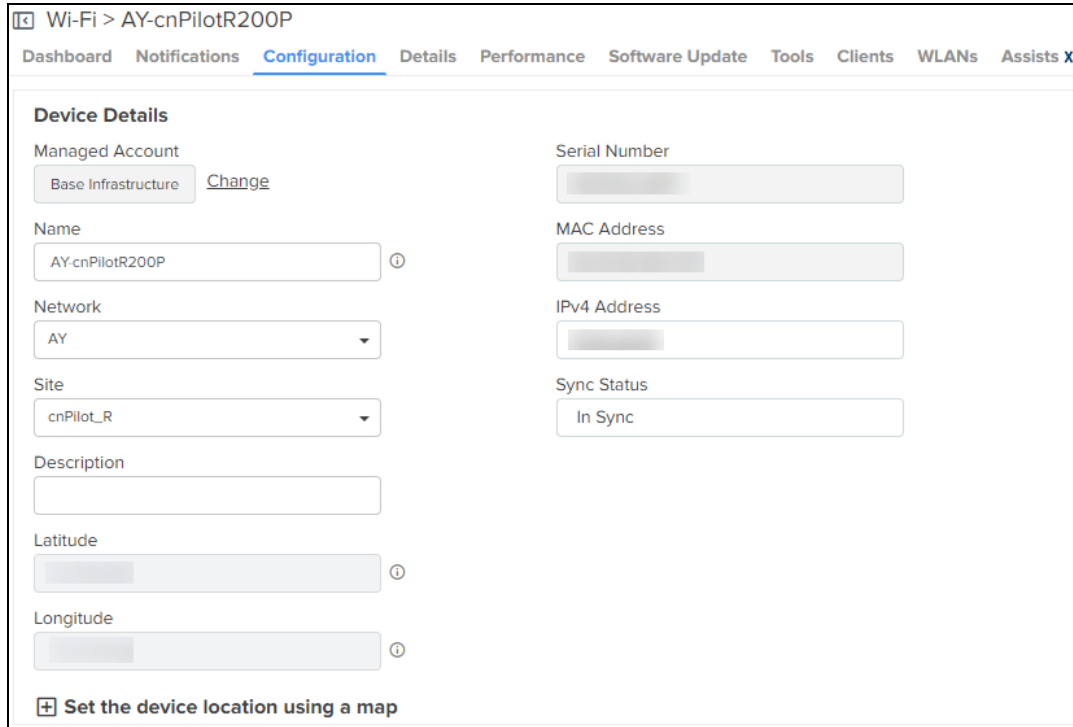 Wi-Fi > AY-cnPilotR200P
Dashboard Notifications Configuration Details Performance Software Update Tools Clients WLANs Assists X
Device Details
Managed Account
Base Infrastructure Change
Name
AY-cnPilotR200P
Network
AY
Site
cnPilot_R
Description
Latitude
Longitude
Set the device location using a map
Serial Number
MAC Address
IPv4 Address
Sync Status
In Sync